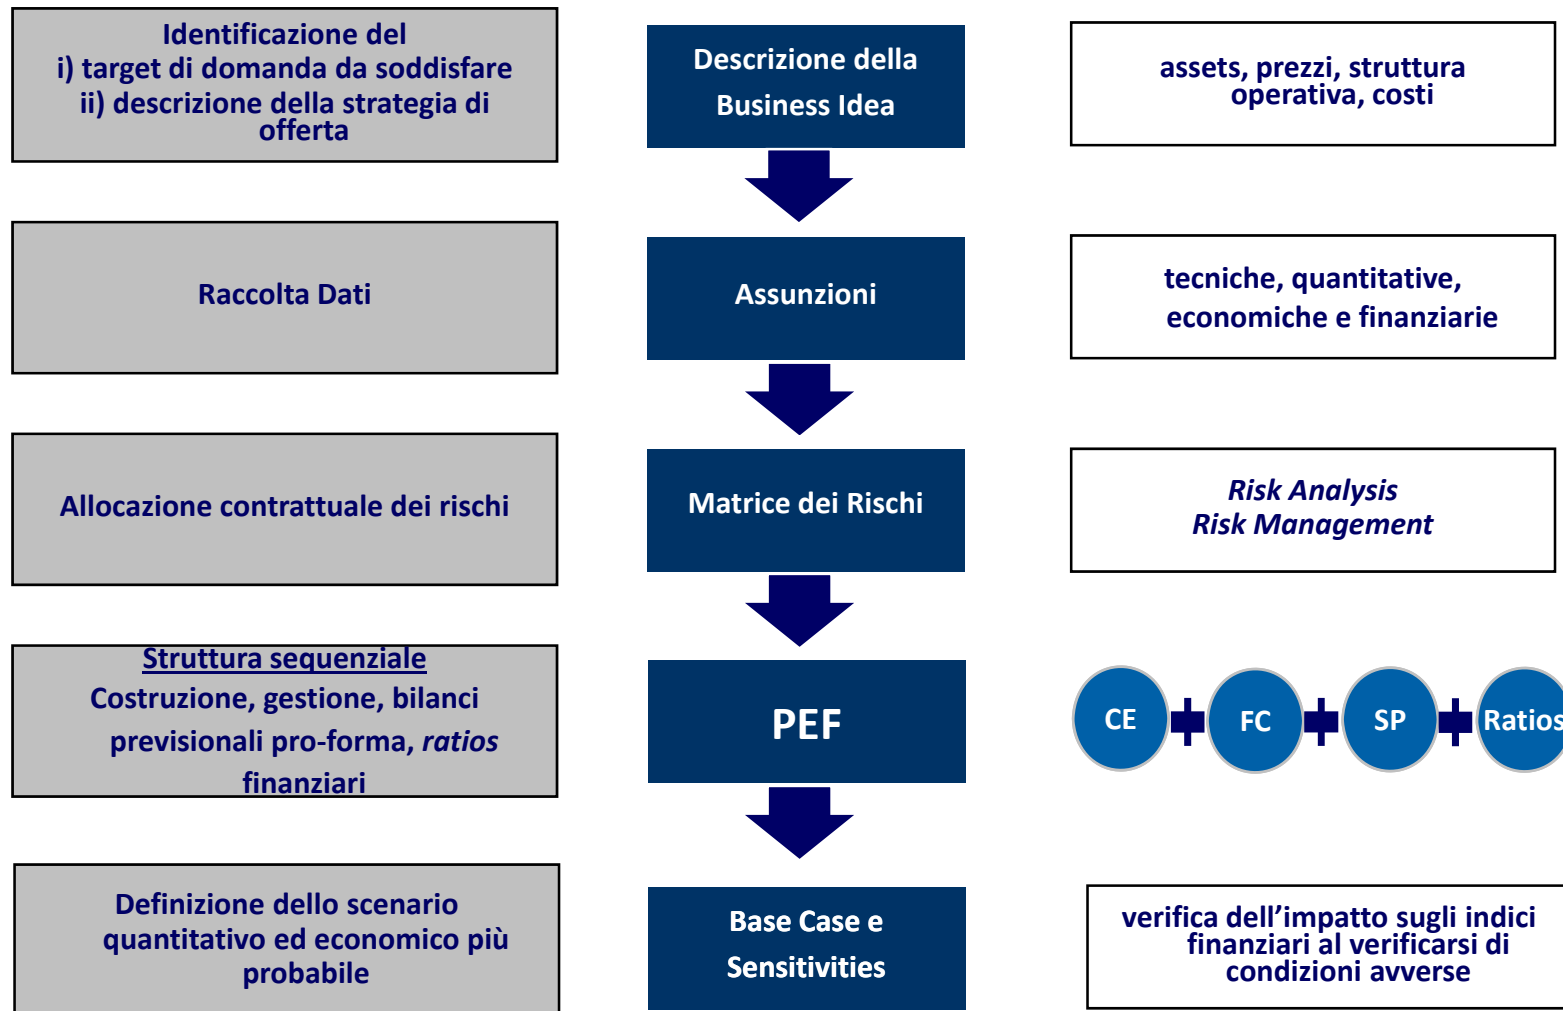 Identificazione del
i) target di domanda da soddisfare
ii) descrizione della strategia di
offerta
Descrizione della
Business Idea
assets, prezzi, struttura
operativa, costi
Raccolta Dati
Assunzioni
tecniche, quantitative,
economiche e finanziarie
Allocazione contrattuale dei rischi
Matrice dei Rischi
Risk Analysis
Risk Management
Struttura sequenziale
Costruzione, gestione, bilanci
previsionali pro-forma, ratios
finanziari
PEF
CE
FC
SP
Ratios
Definizione dello scenario
quantitativo ed economico più
probabile
Base Case e
Sensitivities
verifica dell’impatto sugli indici
finanziari al verificarsi di
condizioni avverse